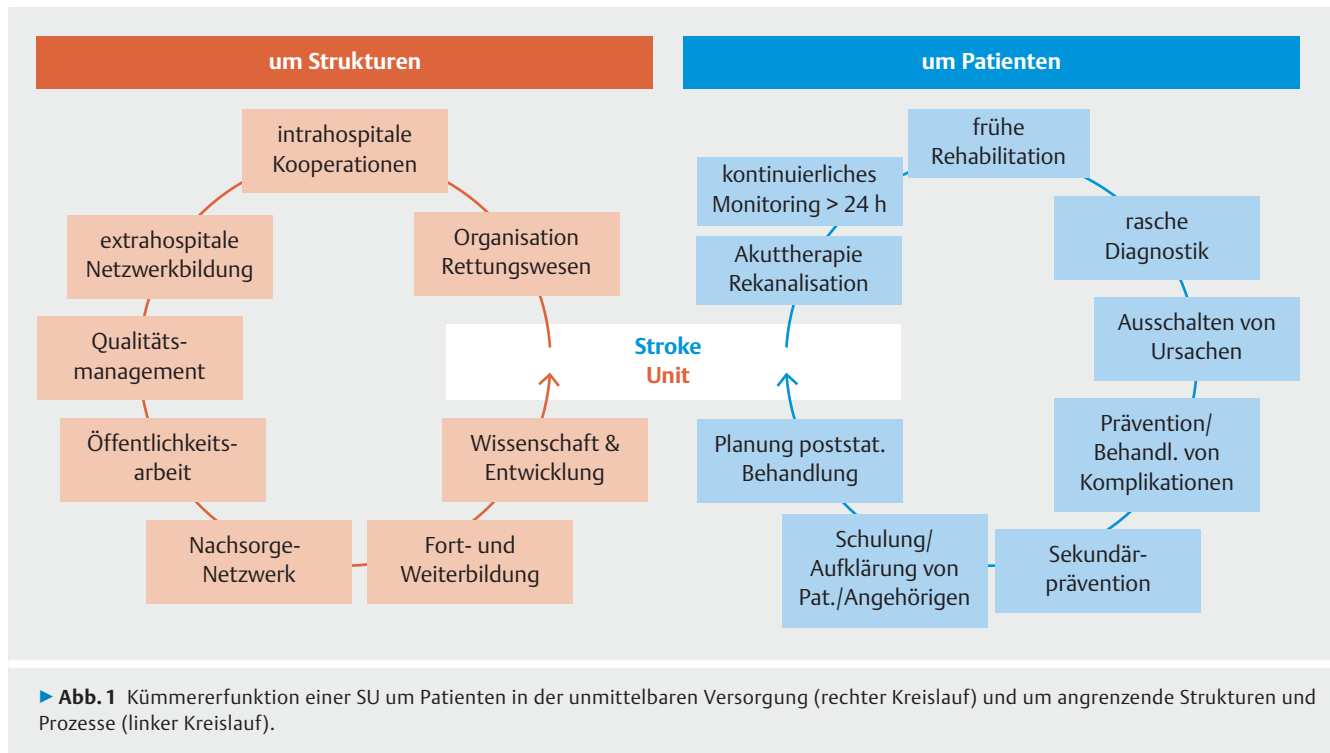 um Strukturen
intrahospitale
Kooperationen
Organisation
Rettungswesen
extrahospitale
Netzwerkbildung
Qualitäts-
management
Öffentlichkeits-
arbeit
Nachsorge-
Netzwerk
Fort- und
Weiterbildung
Wissenschaft &
Entwicklung
Stroke
Unit
um Patienten
frühe
Rehabilitation
kontinuierliches
Monitoring > 24 h
Akuttherapie
Rekanalisation
rasche
Diagnostik
Ausschalten von
Ursachen
Prävention/
Behandl. von
Komplikationen
Sekundär-
prävention
Schulung/
Aufklärung von
Pat./Angehörigen
Planung poststat.
Behandlung
▶ Abb. 1 Kümmererfunktion einer SU um Patienten in der unmittelbaren Versorgung (rechter Kreislauf) und um angrenzende Strukturen und
Prozesse (linker Kreislauf).